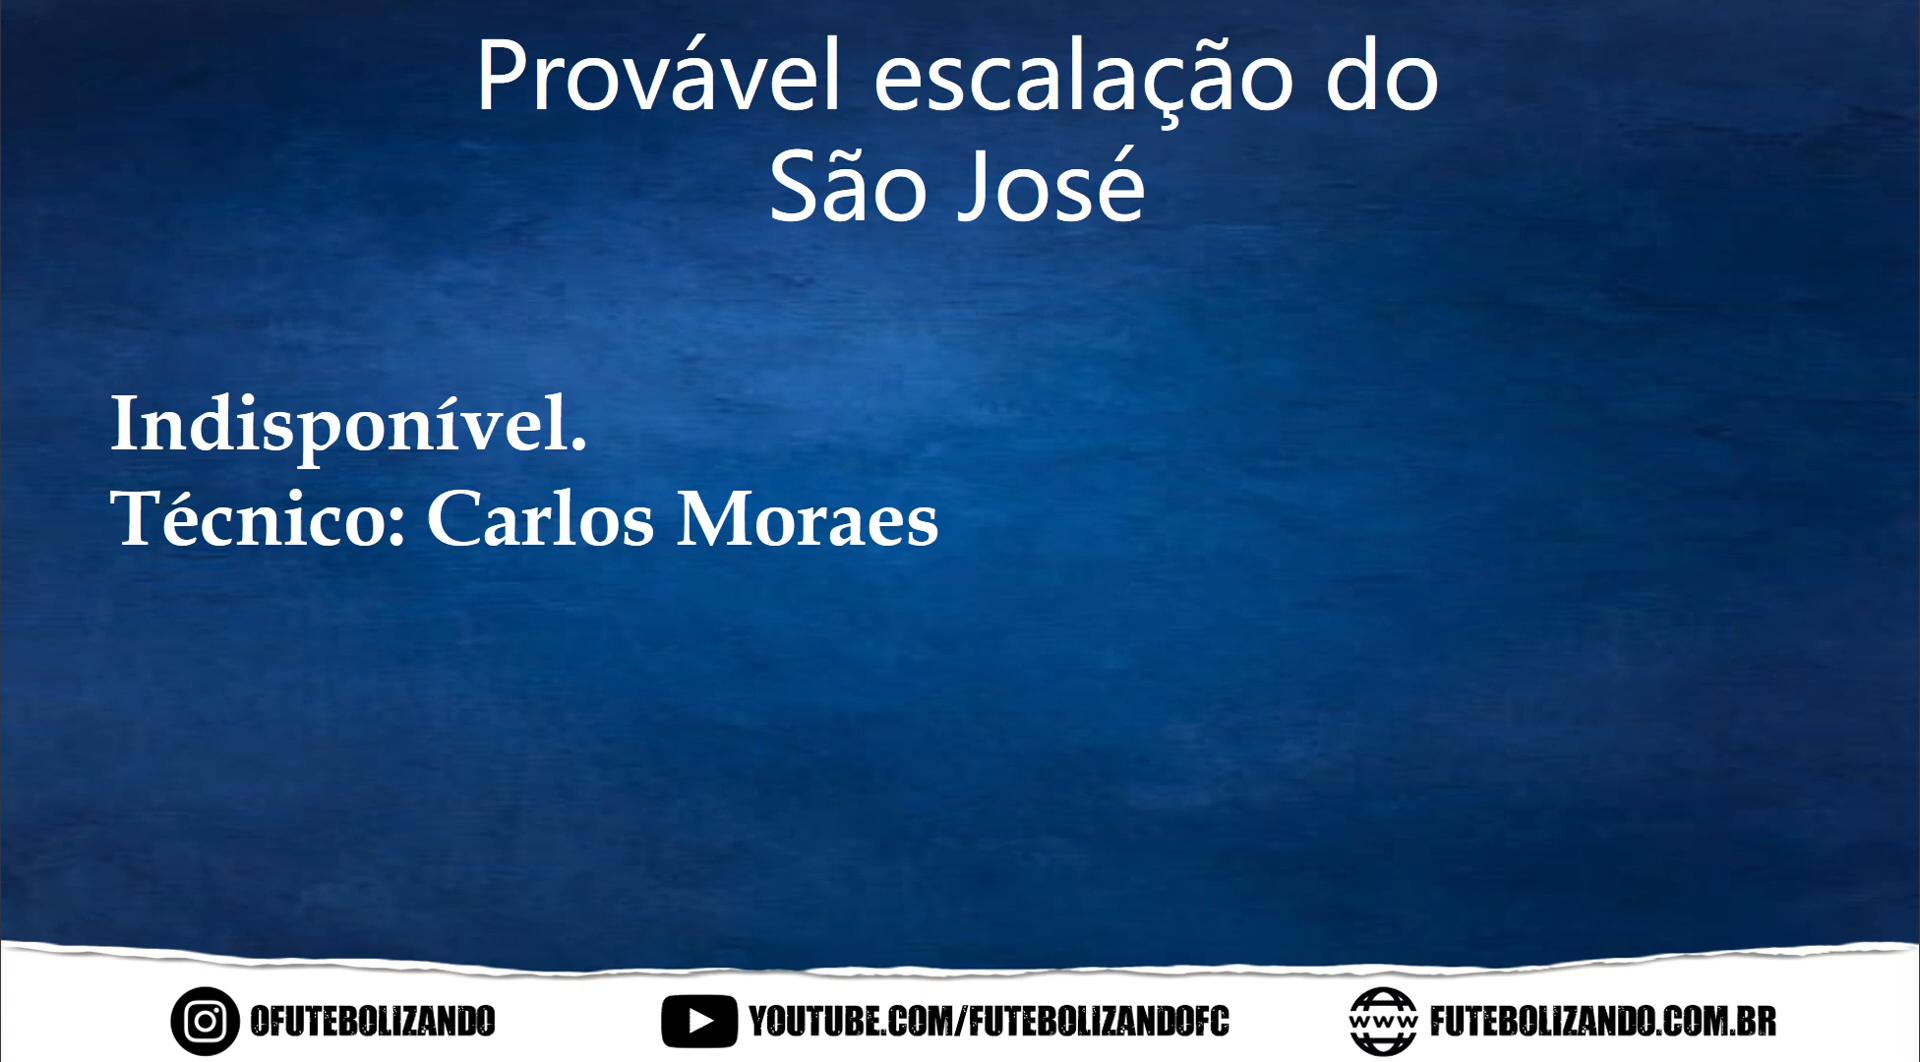 Provável escalação do
São José
Indisponível.
Técnico: Carlos Moraes
OFUTEBOLIZANDO
YOUTUBE.COM/FUTEBOLIZANDOFC
www
FUTEBOLIZANDO.COM.BR